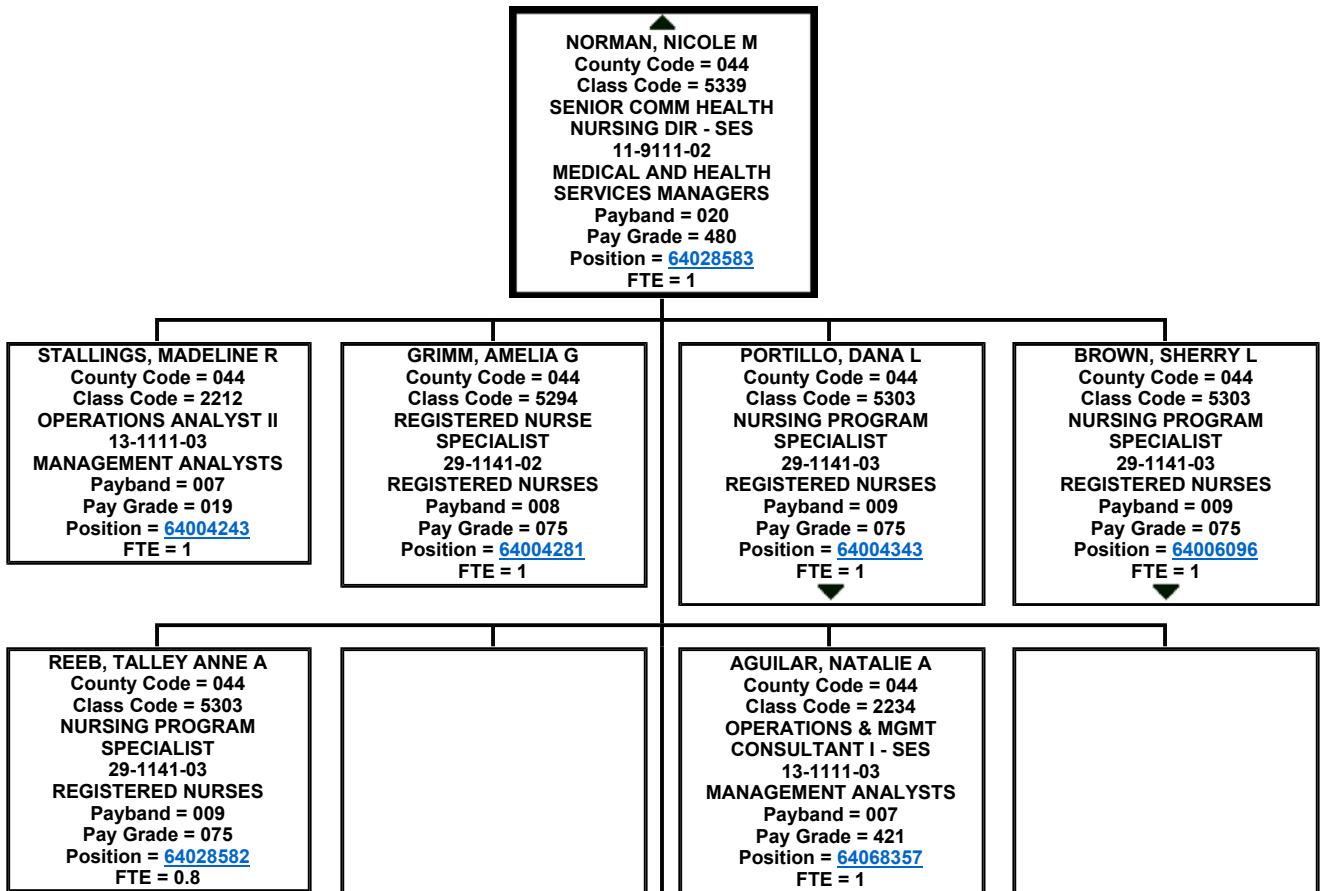 NORMAN, NICOLE M
County Code = 044
Class Code = 5339
SENIOR COMM HEALTH
NURSING DIR - SES
11-9111-02
MEDICAL AND HEALTH
SERVICES MANAGERS
Payband = 020
Pay Grade = 480
Position = 64028583
FTE = 1
STALLINGS, MADELINE R
County Code = 044
Class Code = 2212
OPERATIONS ANALYST II
13-1111-03
MANAGEMENT ANALYSTS
Payband = 007
Pay Grade = 019
Position = 64004243
FTE = 1
GRIMM, AMELIA G
County Code = 044
Class Code = 5294
REGISTERED NURSE
SPECIALIST
29-1141-02
REGISTERED NURSES
Payband = 008
Pay Grade = 075
Position = 64004281
FTE = 1
PORTILLO, DANA L
County Code = 044
Class Code = 5303
NURSING PROGRAM
SPECIALIST
29-1141-03
REGISTERED NURSES
Payband = 009
Pay Grade = 075
Position = 64004343
FTE = 1
BROWN, SHERRY L
County Code = 044
Class Code = 5303
NURSING PROGRAM
SPECIALIST
29-1141-03
REGISTERED NURSES
Payband = 009
Pay Grade = 075
Position = 64006096
FTE = 1
REEB, TALLEY ANNE A
County Code = 044
Class Code = 5303
NURSING PROGRAM
SPECIALIST
29-1141-03
REGISTERED NURSES
Payband = 009
Pay Grade = 075
Position = 64028582
FTE = 0.8
AGUILAR, NATALIE A
County Code = 044
Class Code = 2234
OPERATIONS & MGMT
CONSULTANT I - SES
13-1111-03
MANAGEMENT ANALYSTS
Payband = 007
Pay Grade = 421
Position = 64068357
FTE = 1